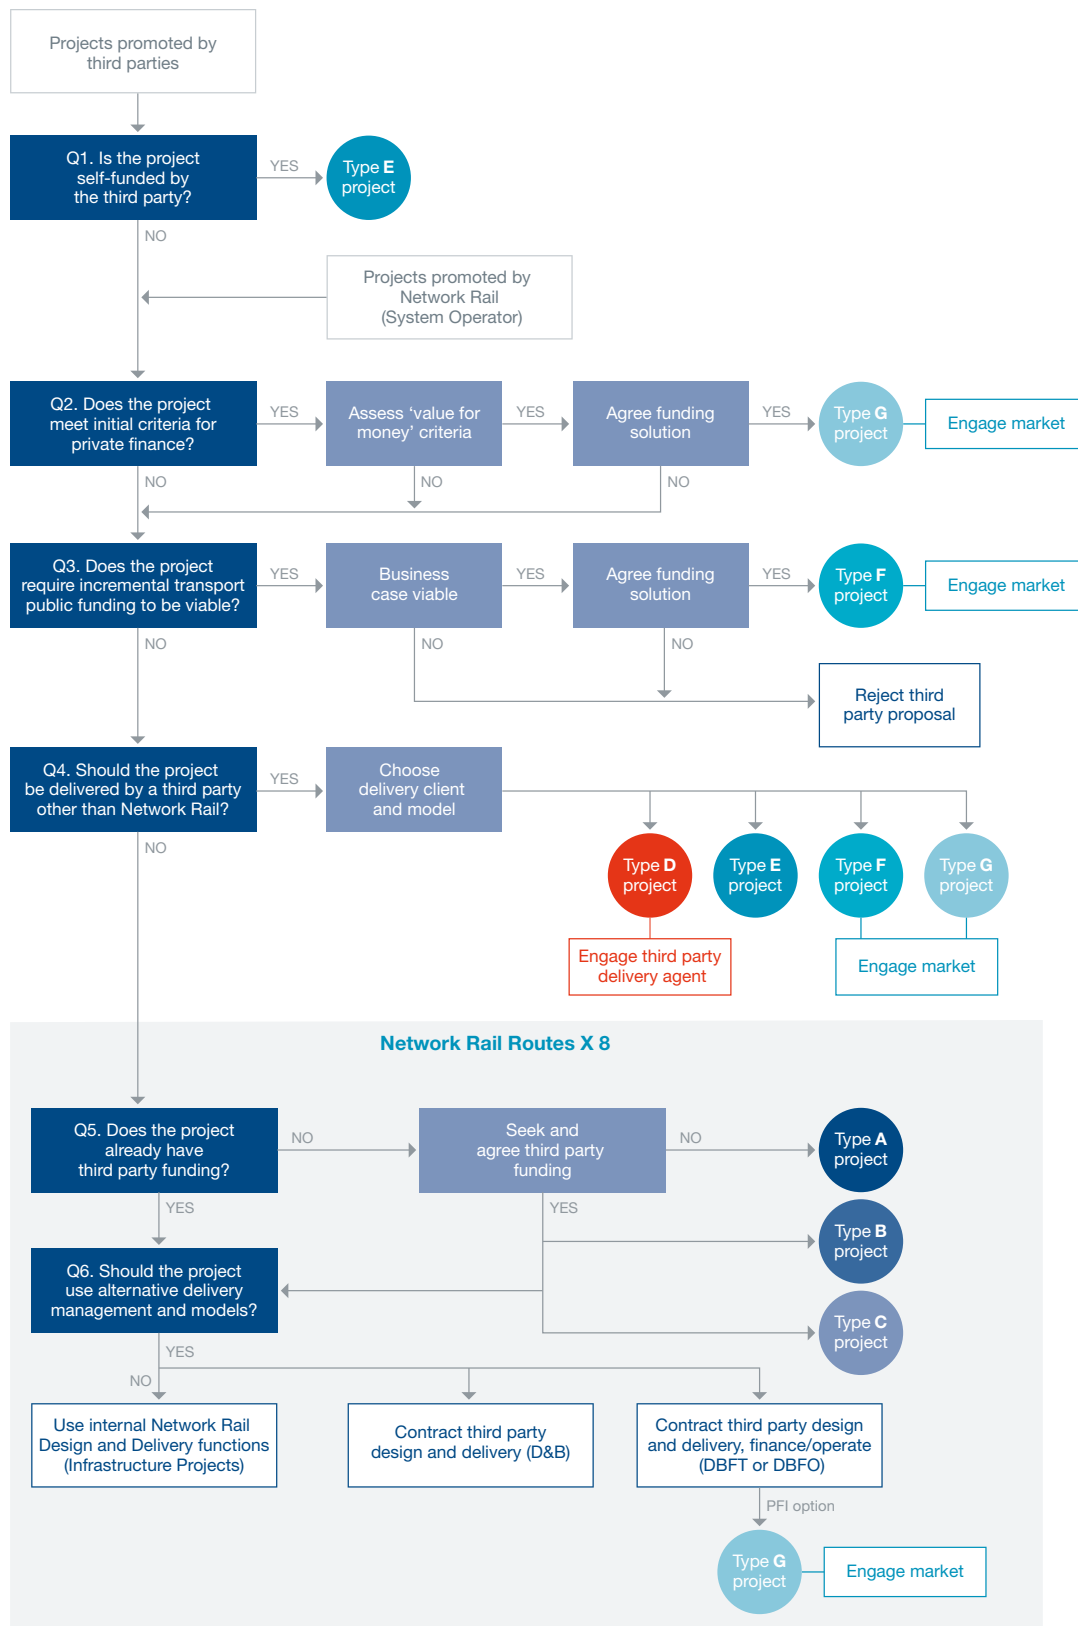 Projects promoted by
third parties
Q1. Is the project
self-funded by
the third party?
YES
Type E
project
NO
Projects promoted by
Network Rail
(System Operator)
Q2. Does the project
meet initial criteria for
private finance?
YES
Assess ‘value for
money’ criteria
YES
Agree funding
solution
YES
Type G
project
Engage market
NO
NO
NO
Q3. Does the project
require incremental transport
public funding to be viable?
YES
Business
case viable
YES
Agree funding
solution
YES
Type F
project
Engage market
NO
NO
NO
Reject third
party proposal
Q4. Should the project
be delivered by a third party
other than Network Rail?
YES
Choose
delivery client
and model
NO
Type D
project
Type E
project
Type F
project
Type G
project
Engage third party
delivery agent
Engage market
Network Rail Routes X 8
Q5. Does the project
already have
third party funding?
NO
Seek and
agree third party
funding
NO
Type A
project
YES
YES
Type B
project
Q6. Should the project
use alternative delivery
management and models?
Type C
project
YES
NO
Use internal Network Rail
Design and Delivery functions
(Infrastructure Projects)
Contract third party
design and delivery (D&B)
Contract third party design
and delivery, finance/operate
(DBFT or DBFO)
PFI option
Type G
project
Engage market